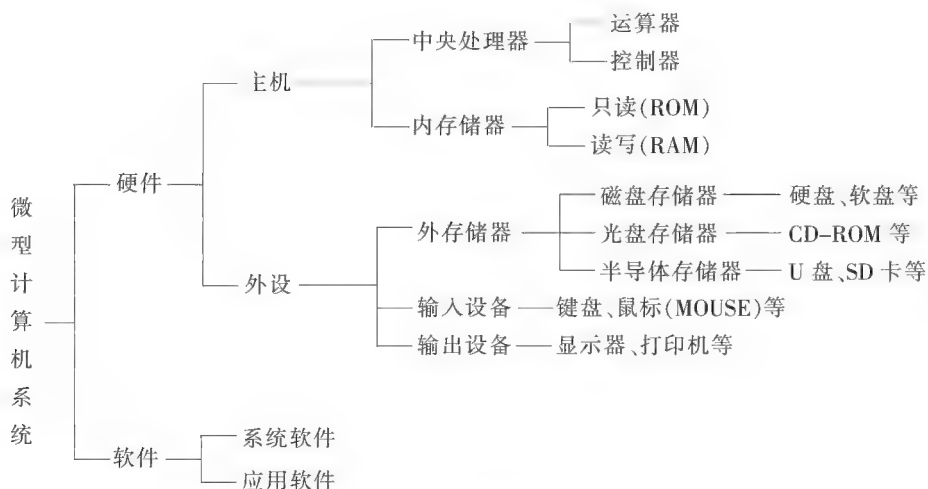 微型计算机系统
硬件
主机
中央处理器
运算器
控制器
内存储器
只读(ROM)
读写(RAM)
外设
外存储器
磁盘存储器
硬盘、软盘等
光盘存储器
CD-ROM 等
半导体存储器
U 盘、SD 卡等
输入设备
键盘、鼠标(MOUSE)等
输出设备
显示器、打印机等
软件
系统软件
应用软件